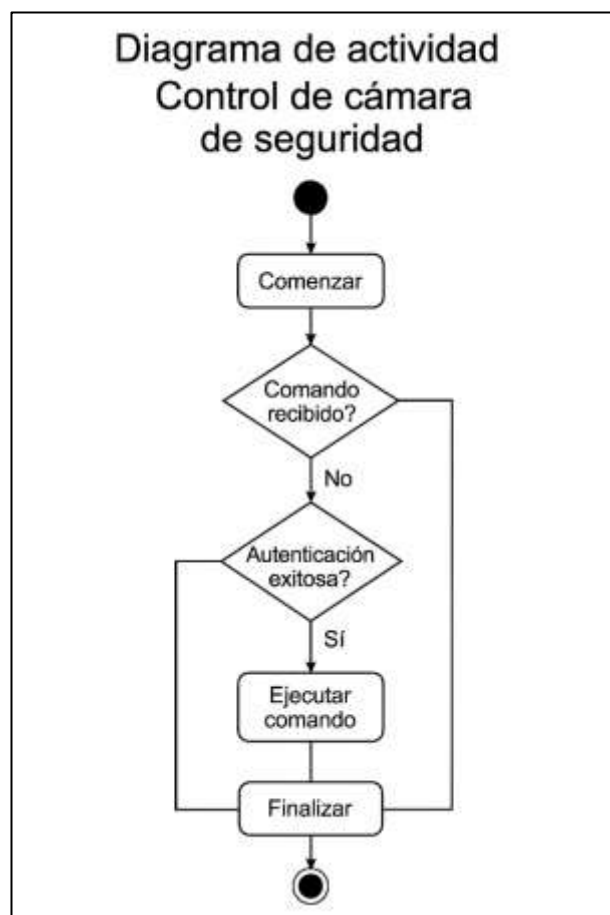 Diagrama de actividad
Control de cámara
de seguridad
Comenzar
Comando
recibido?
No
Autenticación
exitosa?
Sí
Ejecutar
comando
Finalizar